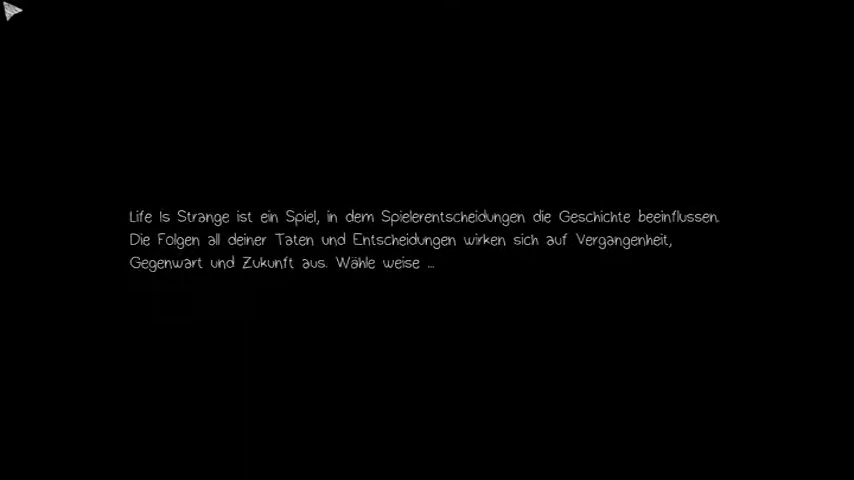 Life Is Strange ist ein Spiel, in dem Spielerentscheidungen die Geschichte beeinflussen.
Die Folgen all deiner Taten und Entscheidungen wirken sich auf Vergangenheit,
Gegenwart und Zukunft aus. Wähle weise ...